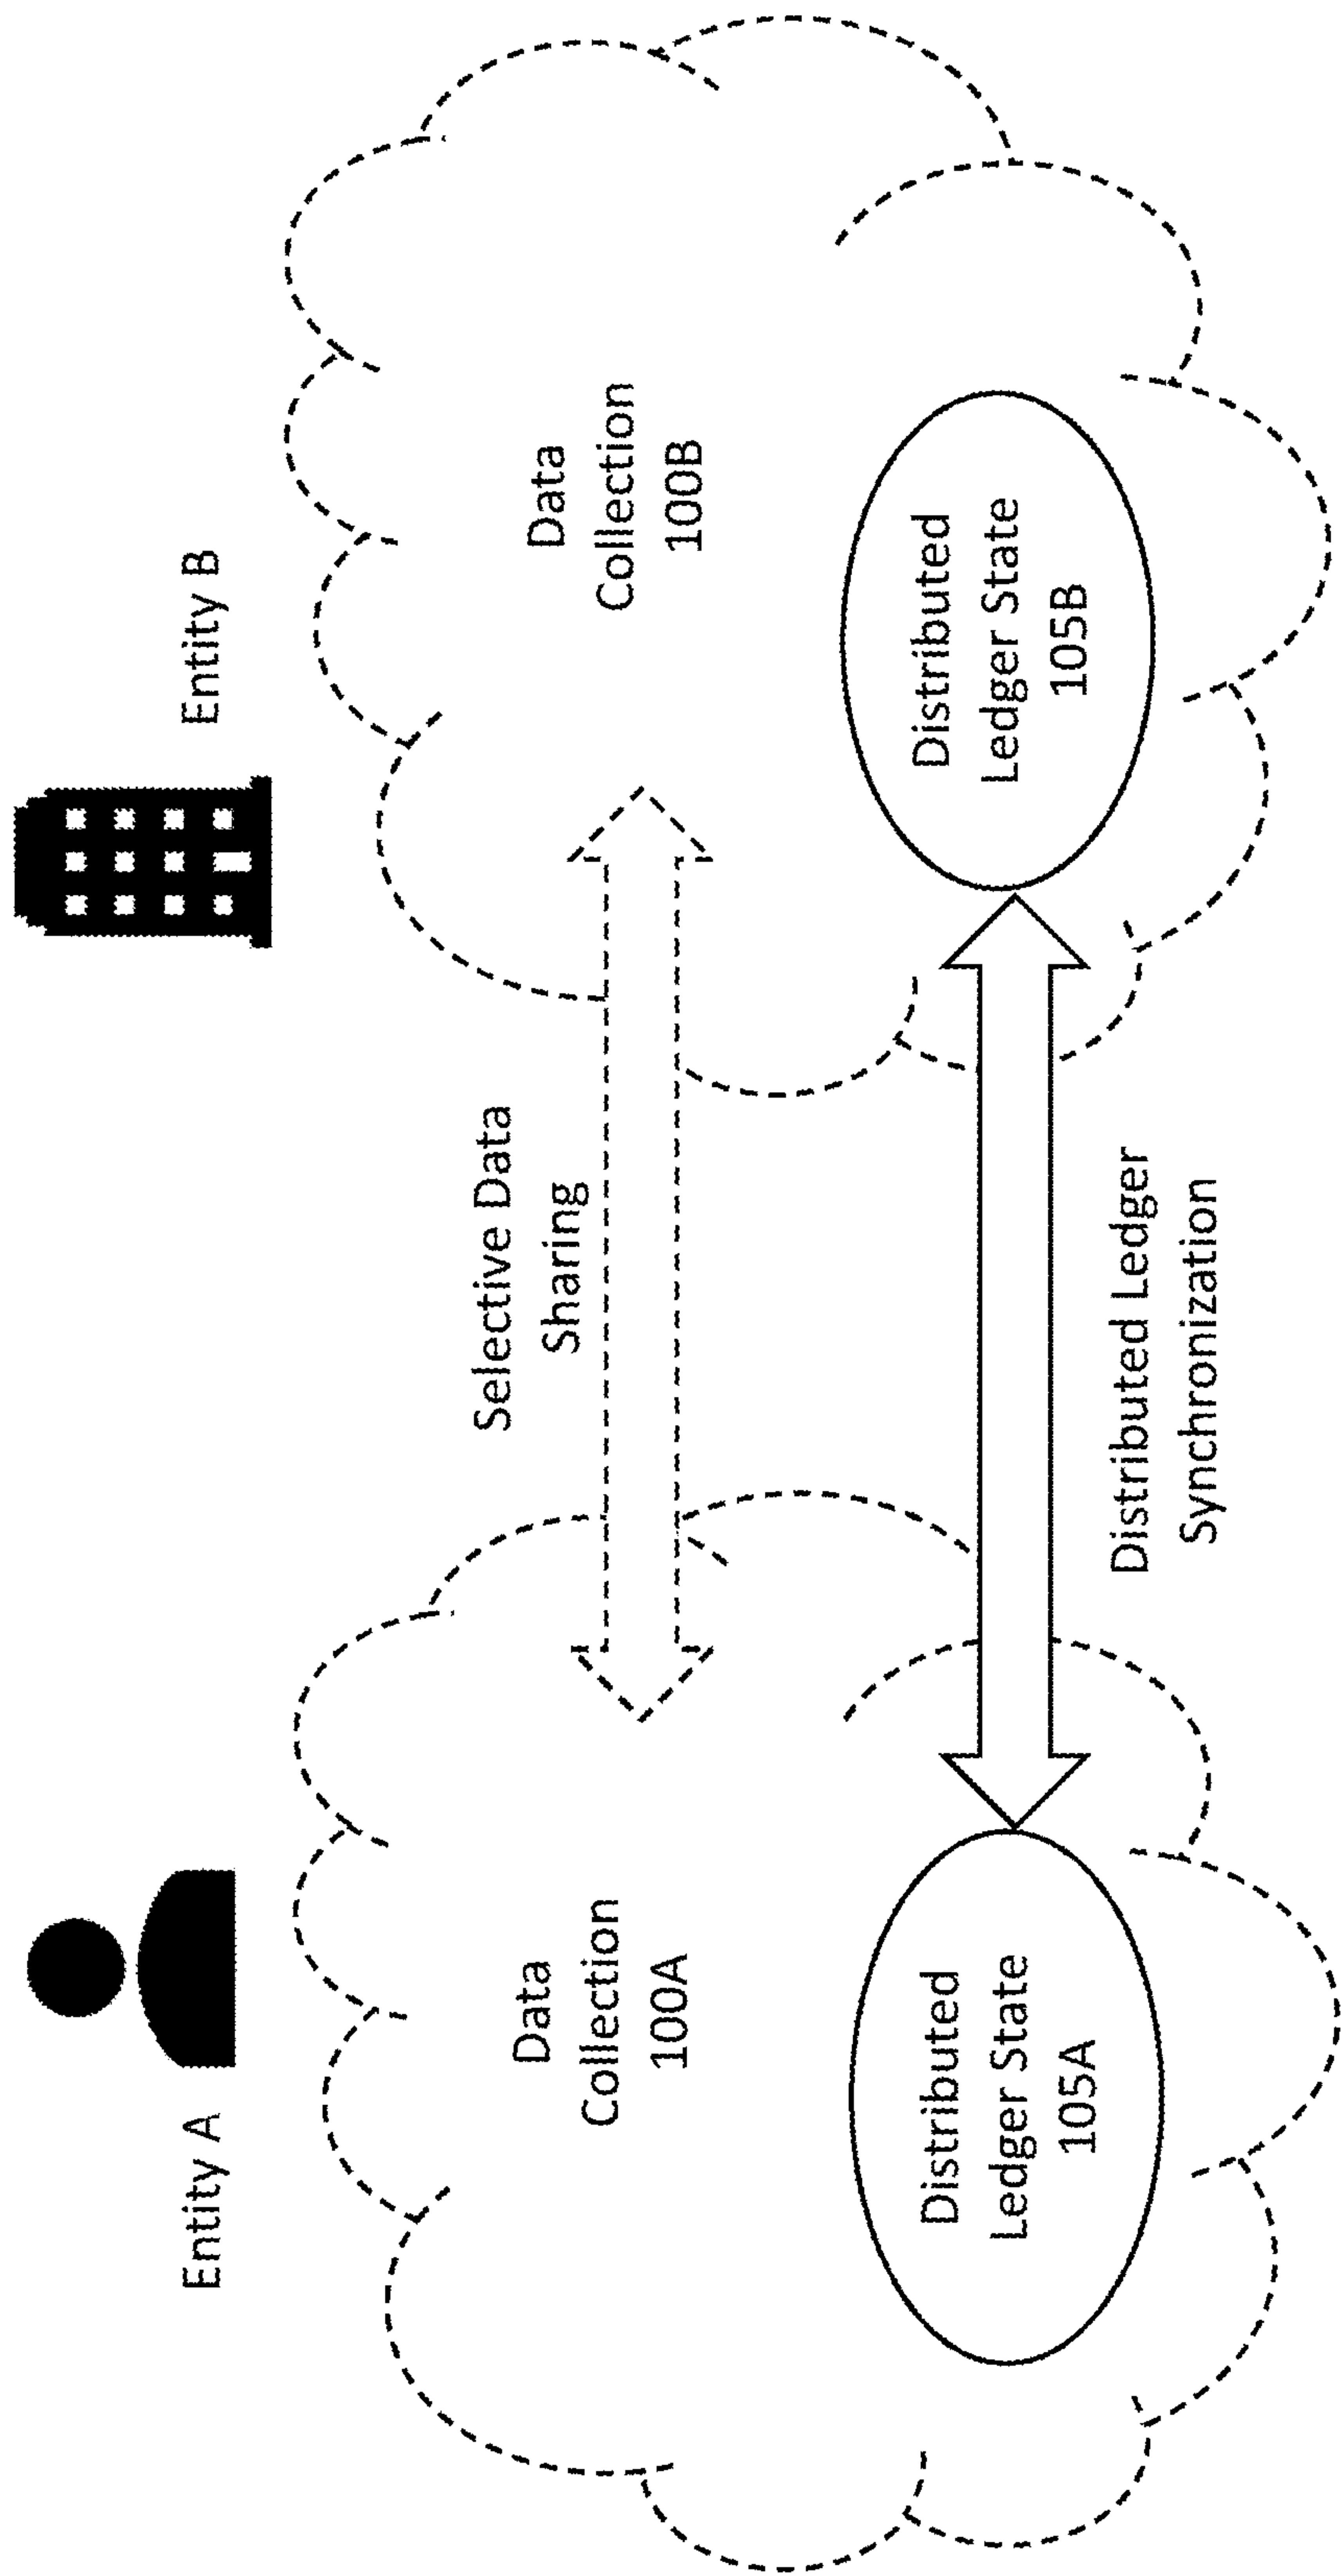 Entity A
Entity B
Data
Collection
100A
Selective Data
Sharing
Data
Collection
100B
Distributed
Ledger State
105A
Distributed Ledger
Synchronization
Distributed
Ledger State
105B